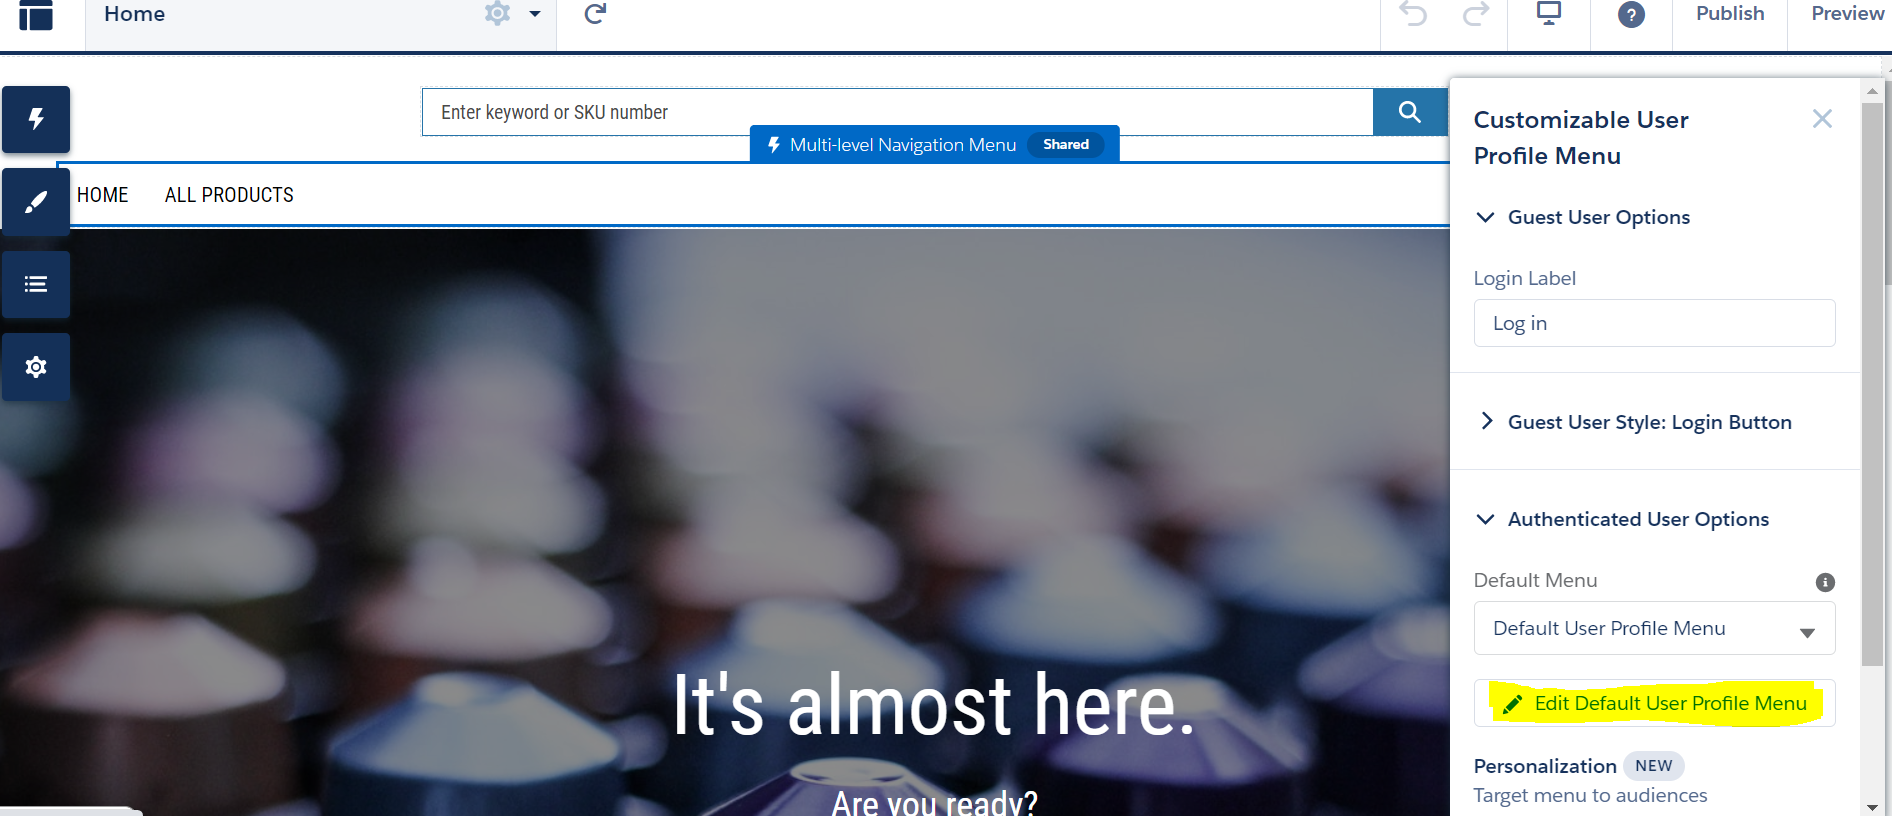 Home
Publish
Preview
Enter keyword or SKU number
Multi-level Navigation Menu Shared
HOME ALL PRODUCTS
It's almost here.
Are you ready?
Customizable User
Profile Menu
Guest User Options
Login Label
Log in
Guest User Style: Login Button
Authenticated User Options
Default Menu
Default User Profile Menu
Edit Default User Profile Menu
Personalization NEW
Target menu to audiences